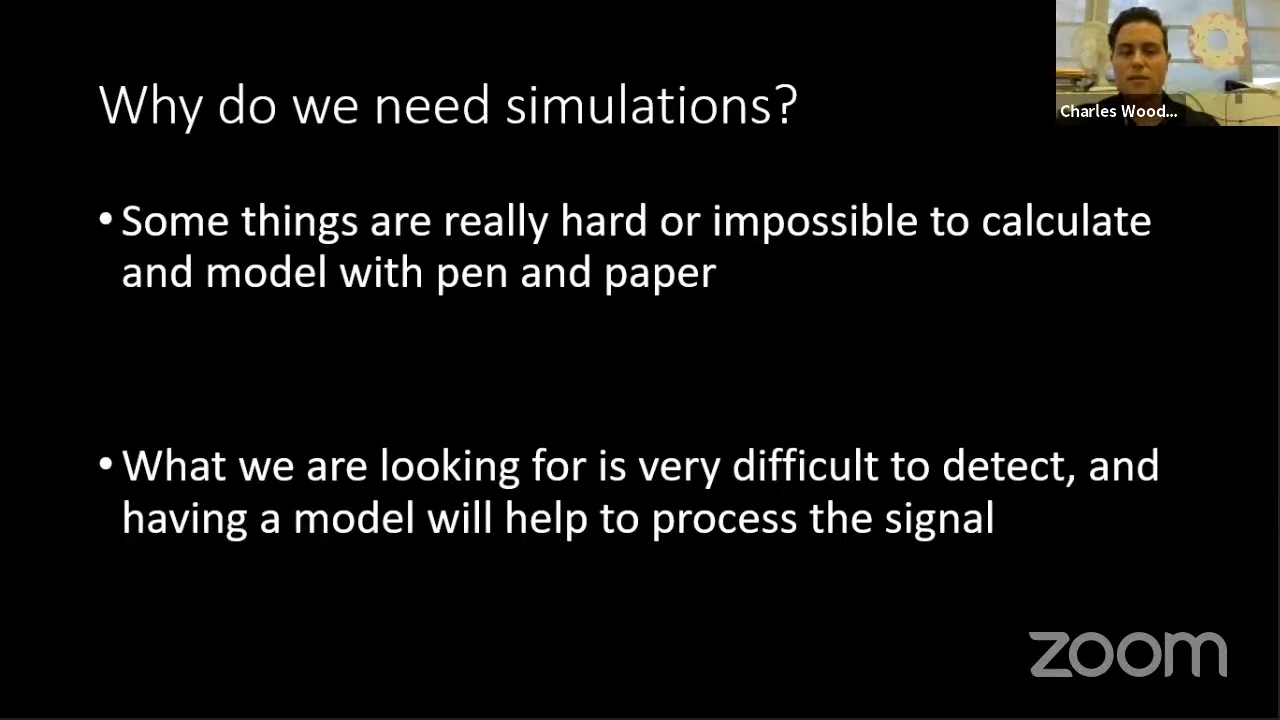 Why do we need simulations?
Charles Wood...
•Some things are really hard or impossible to calculate
and model with pen and paper
•What we are looking for is very difficult to detect, and
having a model will help to process the signal
zoom